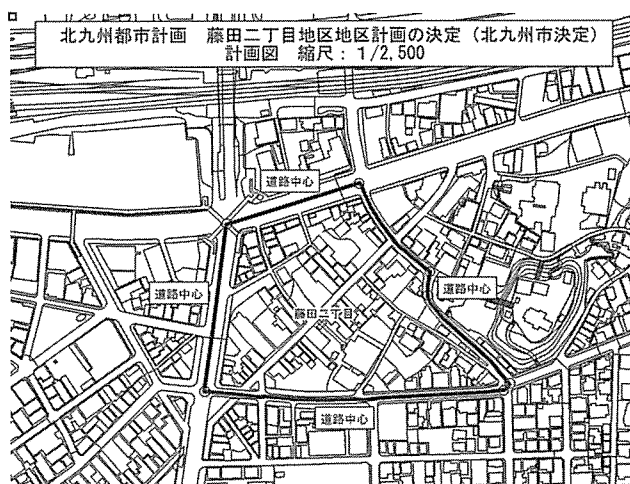 北九州都市計画 藤田二丁目地区地区計画の決定(北九州市決定)
計画図 縮尺：1/2,500
道路中心
道路中心
道路中心
藤田二丁目
道路中心